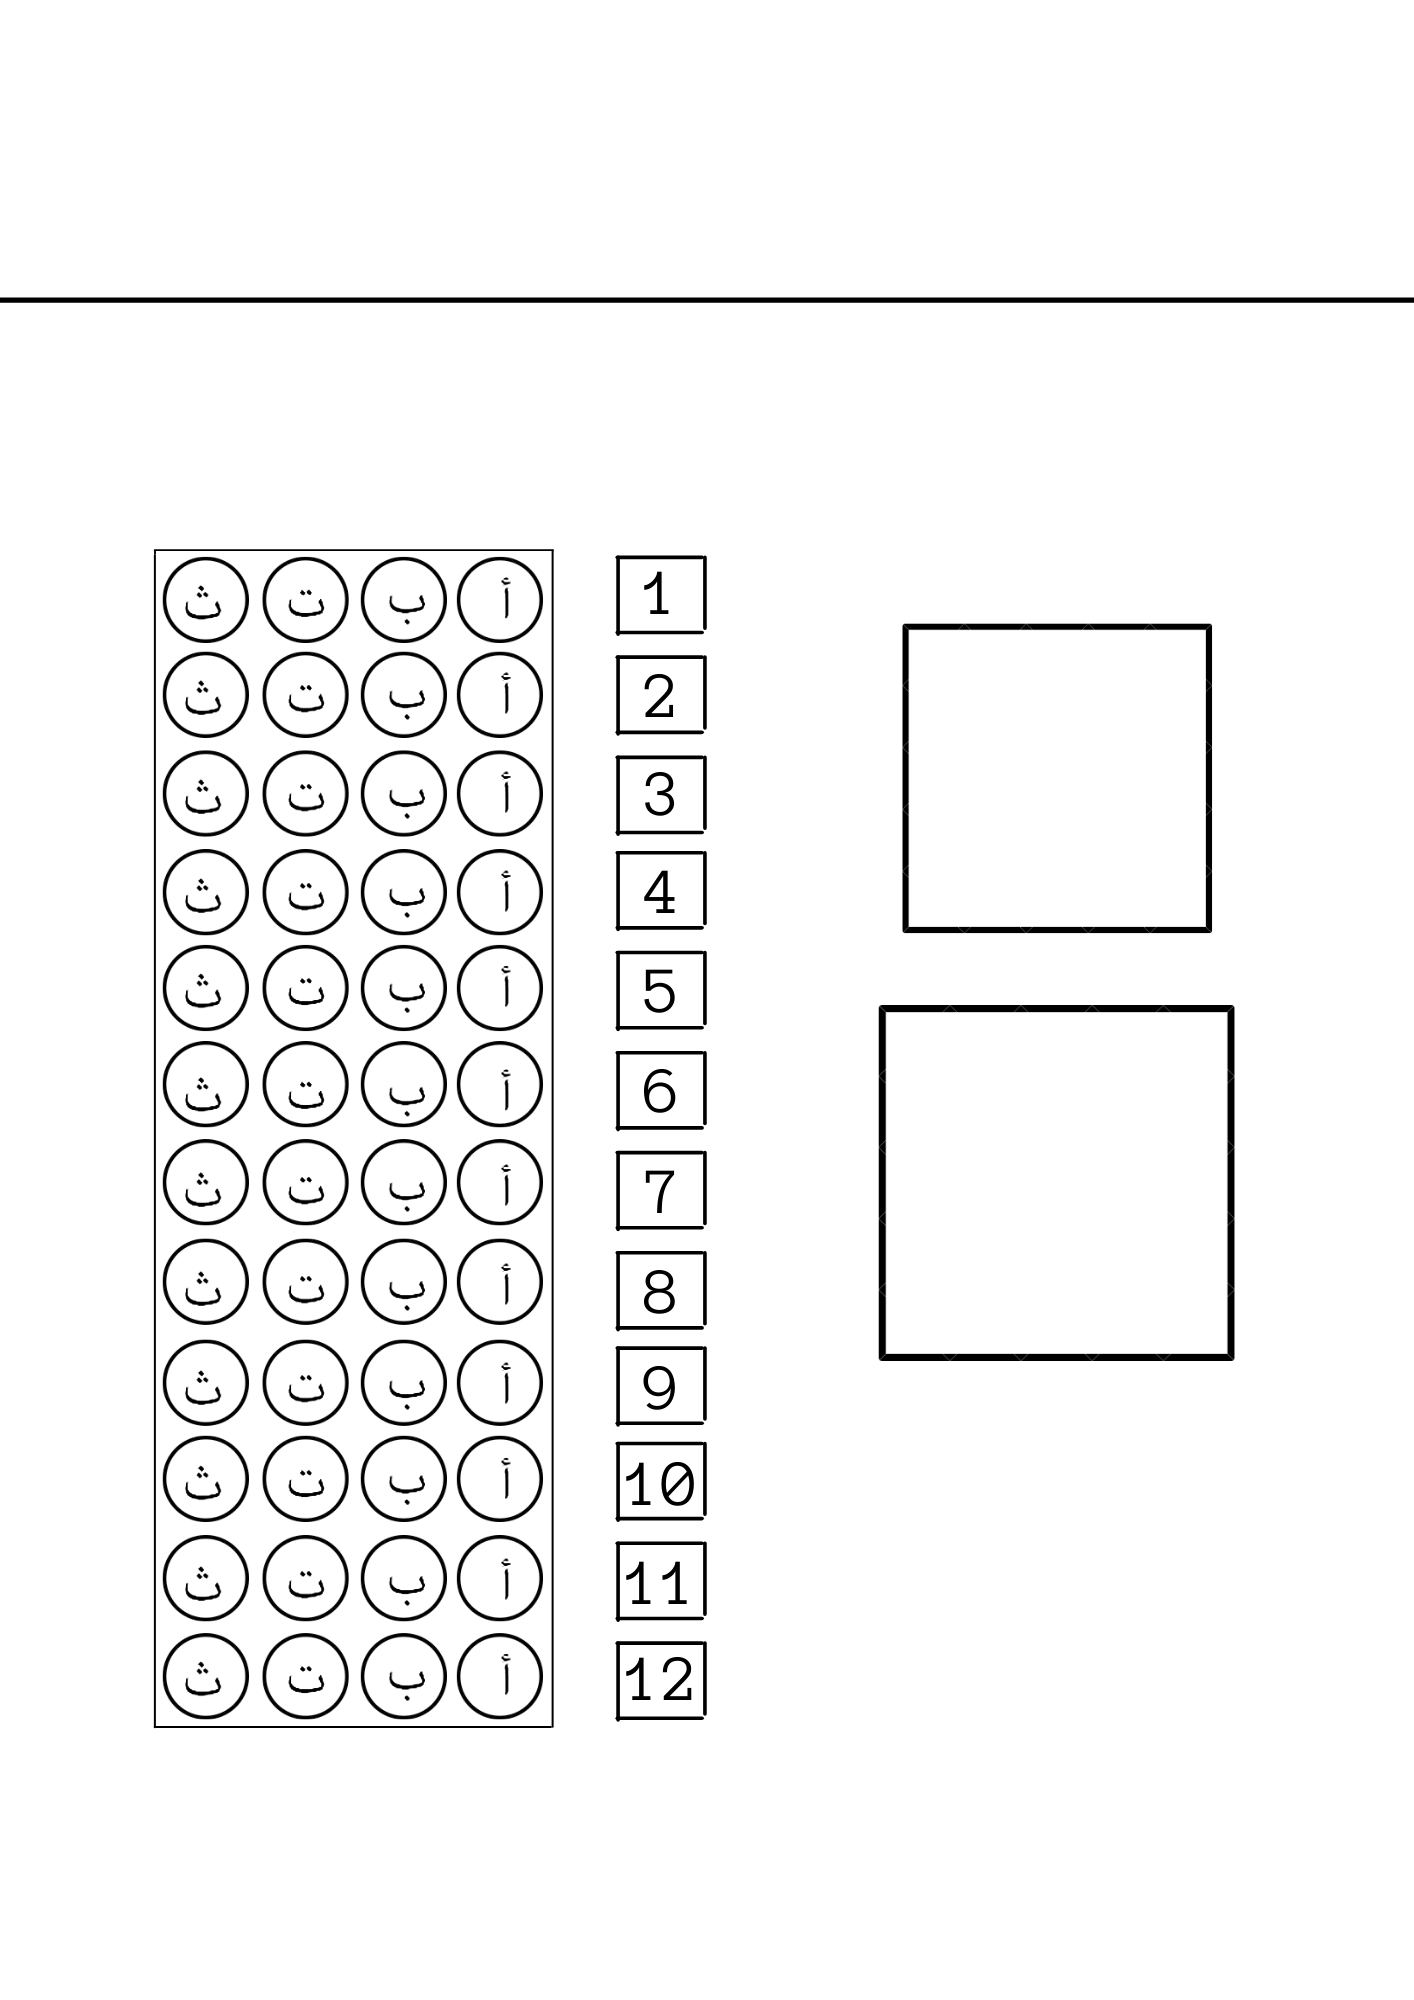 1 أ ب ت ث
2 أ ب ت ث
3 أ ب ت ث
4 أ ب ت ث
5 أ ب ت ث
6 أ ب ت ث
7 أ ب ت ث
8 أ ب ت ث
9 أ ب ت ث
10 أ ب ت ث
11 أ ب ت ث
12 أ ب ت ث